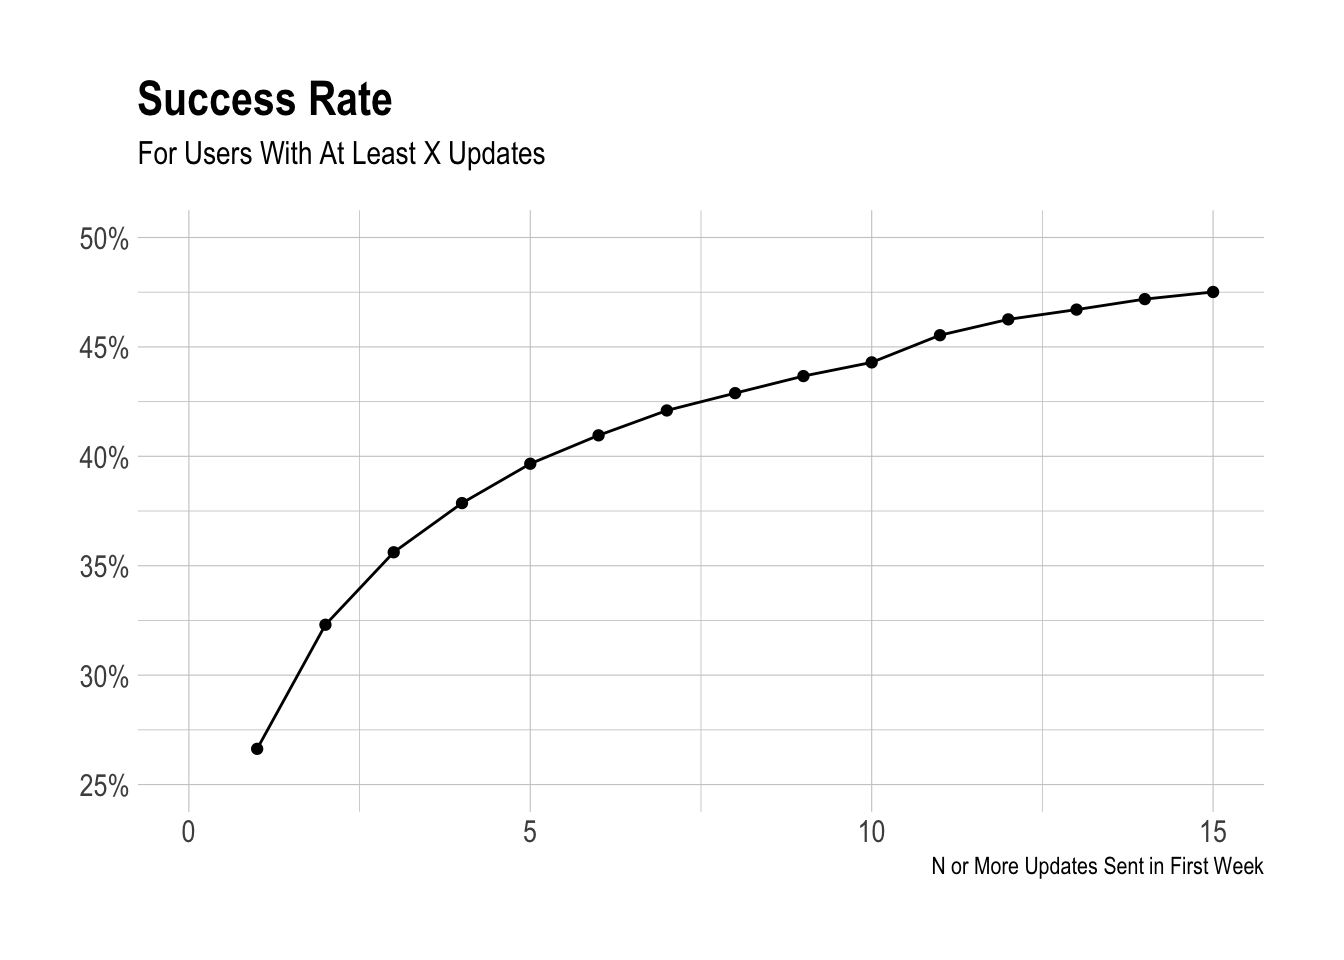 Success Rate
For Users With At Least X Updates
50%
45%
40%
35%
30%
25%
0 5 10 15
N or More Updates Sent in First Week